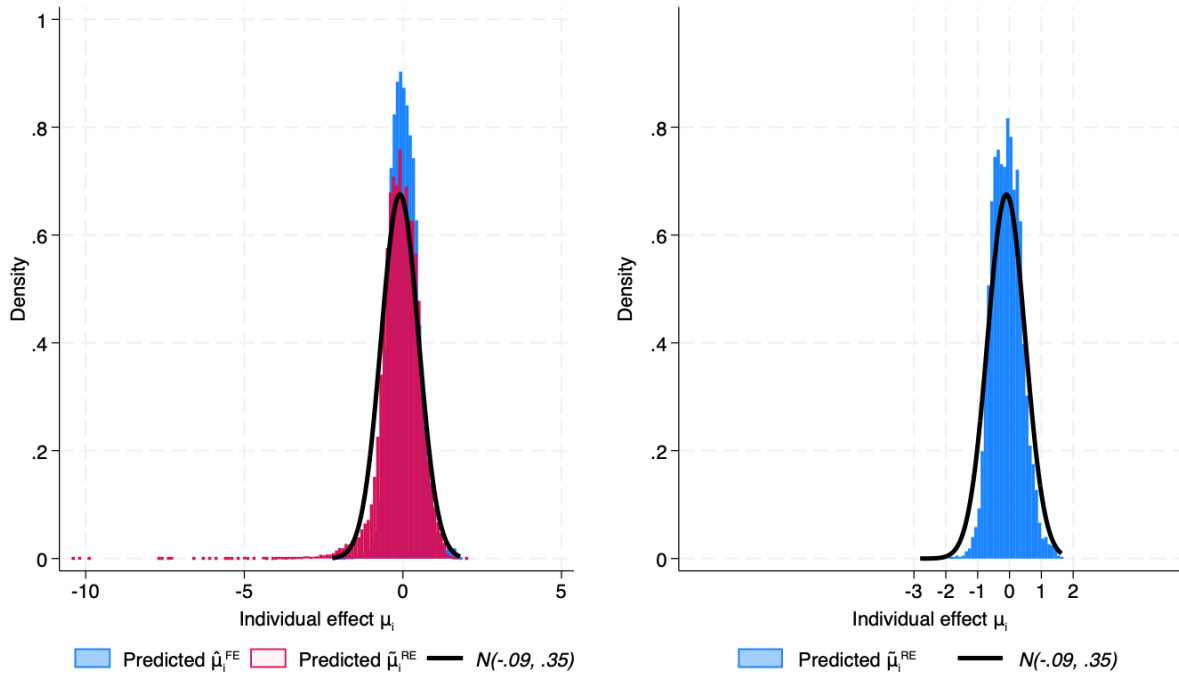 1
.8
.6
.4
.2
0
Density
-10 -5 0 5
Individual effect μi
Predicted μ̂iFE Predicted μ̃iRE N(-.09, .35)
.8
.6
.4
.2
0
Density
-3 -2 -1 0 1 2
Individual effect μi
Predicted μ̃iRE N(-.09, .35)